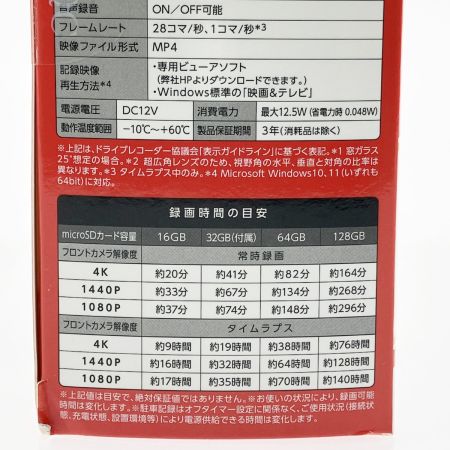 音声録音 ON／OFF可能
フレームレート 28コマ/秒、1コマ/秒*3
映像ファイル形式 MP4
記録映像再生方法*4 ・専用ビューアソフト
(弊社HPよりダウンロードできます。)
・Windows標準の「映画&テレビ」
電源電圧 DC12V 消費電力 最大12.5W (省電力時 0.048W)
動作温度範囲 -10℃〜+60℃ 製品保証期間 3年(消耗品は除く)
※上記は、ドライブレコーダー協議会「表示ガイドライン」に基づく表記。*1 窓ガラス
25°想定の場合。*2 超広角レンズのため、視野角の水平、垂直と対角の比率は
異なります。*3 タイムラプス中のみ。*4 Microsoft Windows10、11(いずれも
64bit)に対応。
録画時間の目安
microSDカード容量 16GB 32GB(付属) 64GB 128GB
フロントカメラ解像度 常時録画
4K 約20分 約41分 約82分 約164分
1440P 約33分 約67分 約134分 約268分
1080P 約37分 約74分 約148分 約296分
フロントカメラ解像度 タイムラプス
4K 約9時間 約19時間 約38時間 約76時間
1440P 約16時間 約32時間 約64時間 約128時間
1080P 約17時間 約35時間 約70時間 約140時間
※上記値は目安で、絶対保証値ではありません。※お使いの状況により、録画可能
時間は変化します。※駐車記録はオフタイマー設定に関係なく、ご使用状況(接続状
態、充電状態、設置環境等)により電源供給できる時間は変化します。